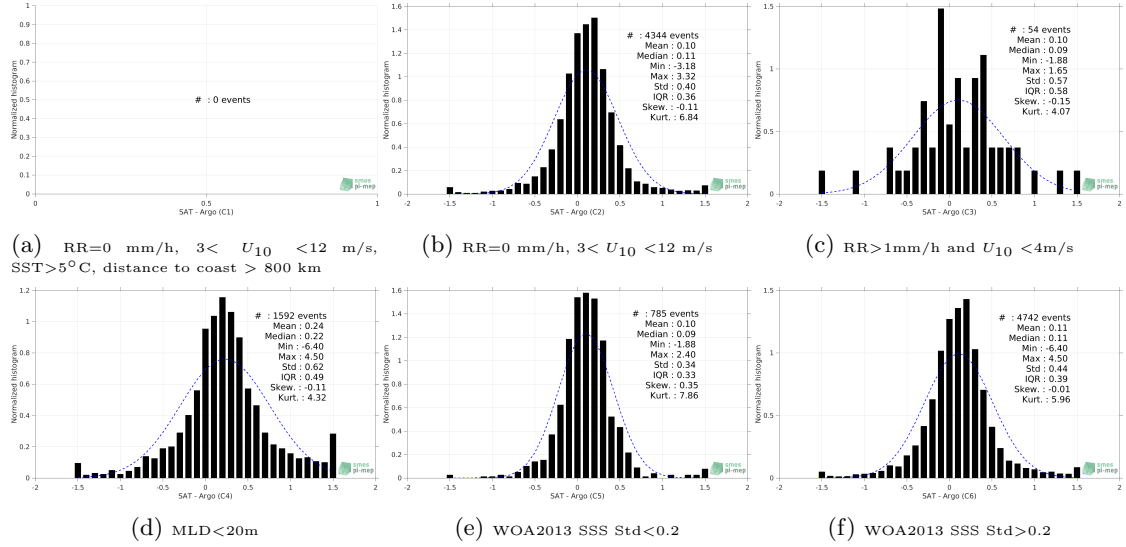 Normalized histogram
1
0.9
0.8
0.7
0.6
0.5
0.4
0.3
0.2
0.1
0
# : 0 events
smos
pi-mep
0 0.5 1
SAT - Argo (C1)
(a) RR=0 mm/h, 3< U10 <12 m/s,
SST>5°C, distance to coast > 800 km
Normalized histogram
1.6
1.4
1.2
1
0.8
0.6
0.4
0.2
0
# : 4344 events
Mean : 0.10
Median : 0.11
Min : -3.18
Max : 3.32
Std : 0.40
IQR : 0.36
Skew. : -0.11
Kurt. : 6.84
smos
pi-mep
-2 -1.5 -1 -0.5 0 0.5 1 1.5 2
SAT - Argo (C2)
(b) RR=0 mm/h, 3< U10 <12 m/s
Normalized histogram
1.5
1
0.5
0
# : 54 events
Mean : 0.10
Median : 0.09
Min : -1.88
Max : 1.65
Std : 0.57
IQR : 0.58
Skew. : -0.15
Kurt. : 4.07
smos
pi-mep
-2 -1.5 -1 -0.5 0 0.5 1 1.5 2
SAT - Argo (C3)
(c) RR>1mm/h and U10 <4m/s
Normalized histogram
1.2
1
0.8
0.6
0.4
0.2
0
# : 1592 events
Mean : 0.24
Median : 0.22
Min : -6.40
Max : 4.50
Std : 0.62
IQR : 0.49
Skew. : -0.11
Kurt. : 4.32
smos
pi-mep
-2 -1.5 -1 -0.5 0 0.5 1 1.5 2
SAT - Argo (C4)
(d) MLD<20m
Normalized histogram
1.6
1.4
1.2
1
0.8
0.6
0.4
0.2
0
# : 785 events
Mean : 0.10
Median : 0.09
Min : -1.88
Max : 2.40
Std : 0.34
IQR : 0.33
Skew. : 0.35
Kurt. : 7.86
smos
pi-mep
-2 -1.5 -1 -0.5 0 0.5 1 1.5 2
SAT - Argo (C5)
(e) WOA2013 SSS Std<0.2
Normalized histogram
1.5
1
0.5
0
# : 4742 events
Mean : 0.11
Median : 0.11
Min : -6.40
Max : 4.50
Std : 0.44
IQR : 0.39
Skew. : -0.01
Kurt. : 5.96
smos
pi-mep
-2 -1.5 -1 -0.5 0 0.5 1 1.5 2
SAT - Argo (C6)
(f) WOA2013 SSS Std>0.2